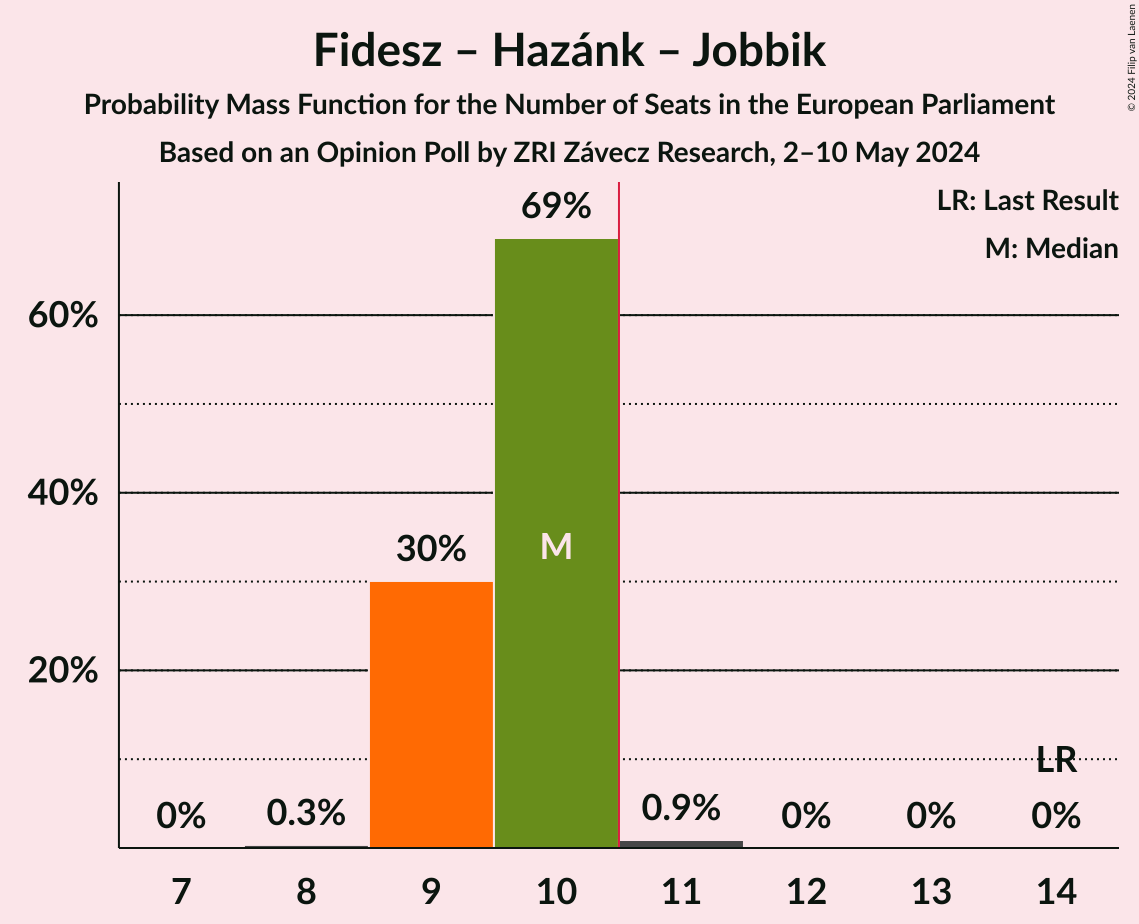 Fidesz – Hazánk – Jobbik
Probability Mass Function for the Number of Seats in the European Parliament
Based on an Opinion Poll by ZRI Závecz Research, 2–10 May 2024
© 2024 Filip van Laenen
LR: Last Result
M: Median
60%
40%
20%
0%
0.3%
30%
69%
M
0.9%
0%
0%
LR
0%
7
8
9
10
11
12
13
14